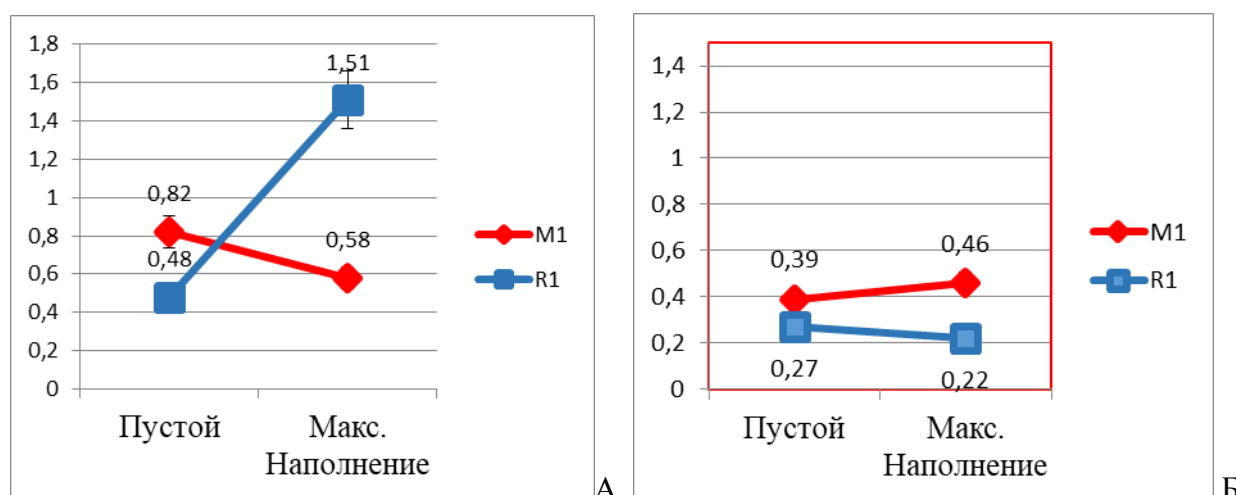 1,8
1,6
1,4
1,2
1
0,8
0,6
0,4
0,2
0
1,51
0,82
0,48
0,58
M1
R1
Пустой
Макс.
Наполнение
А
1,4
1,2
1
0,8
0,6
0,4
0,2
0
0,39
0,46
0,27
0,22
M1
R1
Пустой
Макс.
Наполнение
Б